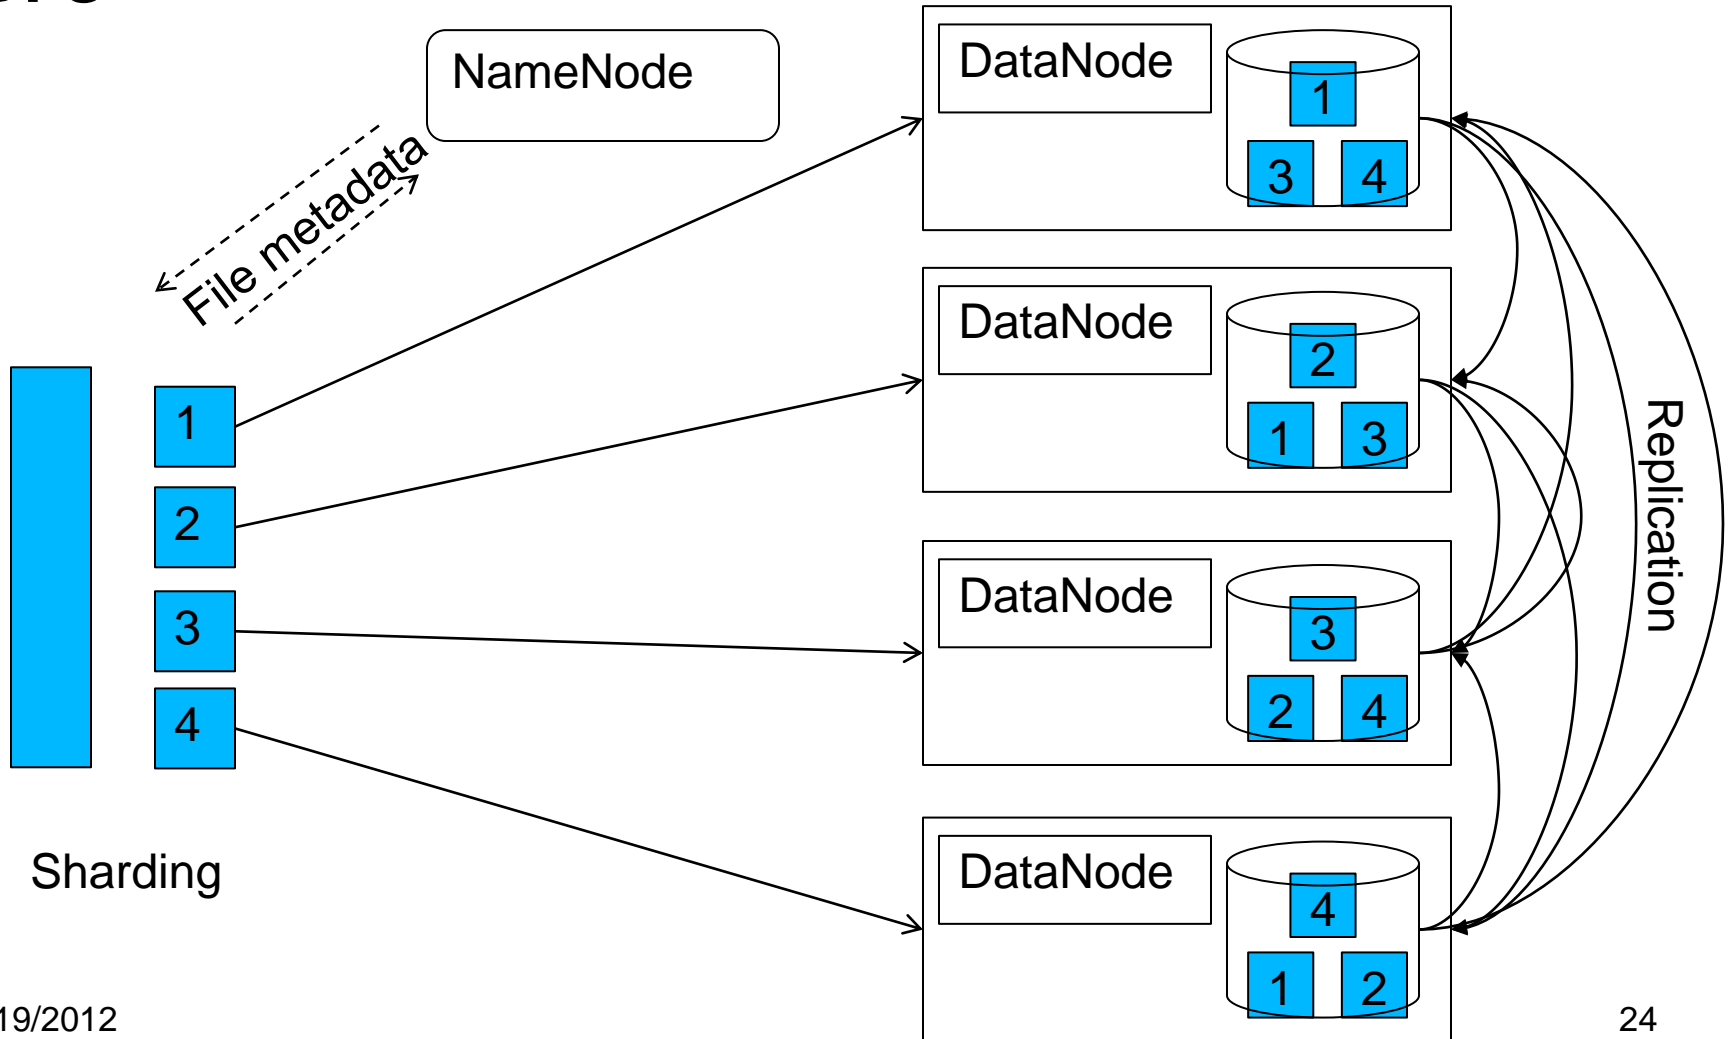 NameNode
File metadata
DataNode
1
3 4
DataNode
2
1 3
1
2
3
4
DataNode
3
2 4
Replication
Sharding
DataNode
4
1 2
19/2012
24